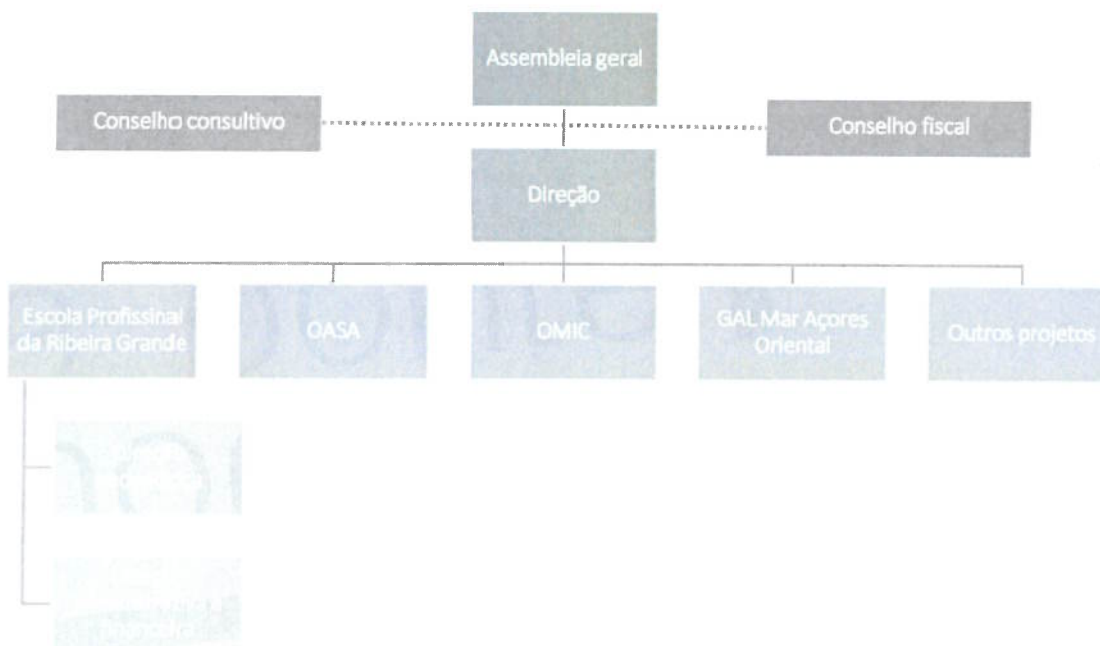 Assembleia geral
Conselho consultivo
Conselho fiscal
Direção
Escola Profissinal
da Ribeira Grande
OASA
OMIC
GAL Mar Açores
Oriental
Outros projetos